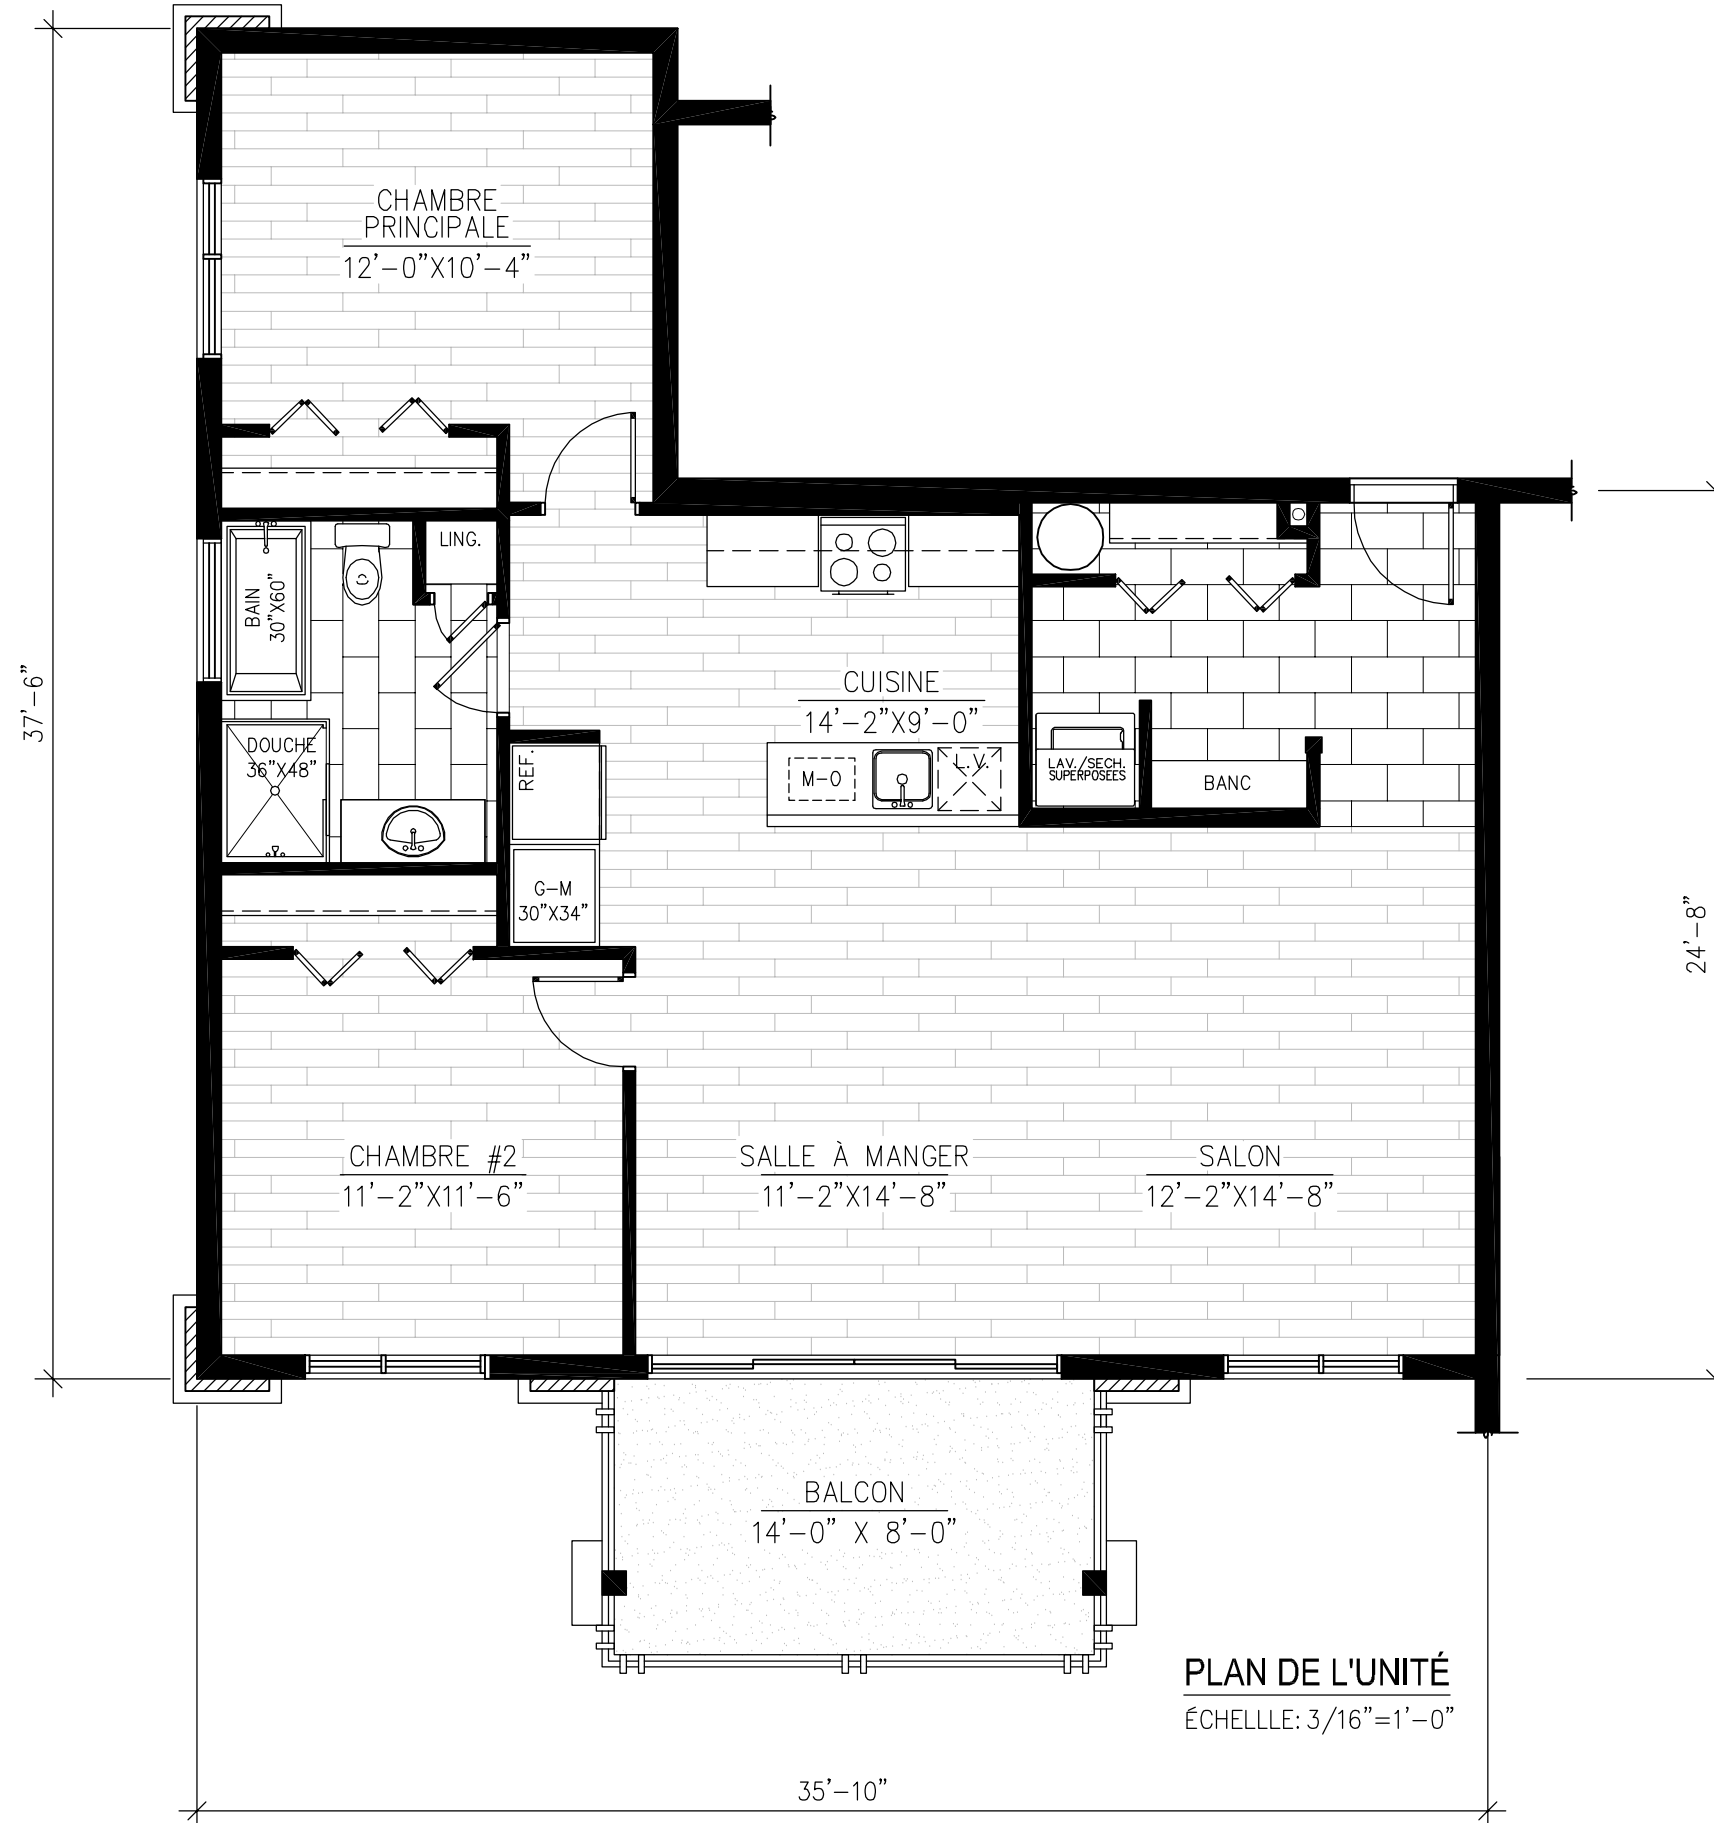 CHAMBRE
PRINCIPALE
12'-0"X10'-4"
LING.
BAIN
30"X60"
37'-6"
CUISINE
14'-2"X9'-0"
DOUCHE
36"X48"
REF.
M-O
L.V.
LAV./SECH.
SUPERPOSEES
BANC
G-M
30"X34"
24'-8"
CHAMBRE #2
11'-2"X11'-6"
SALLE À MANGER
11'-2"X14'-8"
SALON
12'-2"X14'-8"
BALCON
14'-0" X 8'-0"
PLAN DE L'UNITÉ
ÉCHELLLE: 3/16"=1'-0"
35'-10"